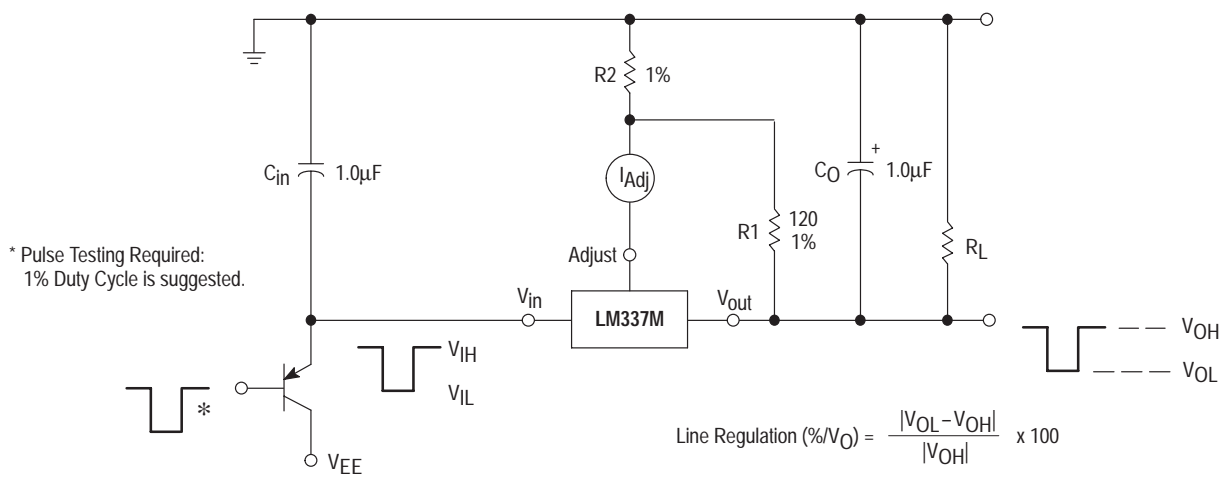 R2
1%
Cin
1.0μF
IAdj
CO
+
1.0μF
R1
120
1%
RL
* Pulse Testing Required:
1% Duty Cycle is suggested.
Adjust
Vin
LM337M
Vout
VIH
VIL
VOH
VOL
*
VEE
Line Regulation (%/VO) = |VOL – VOH| / |VOH| x 100